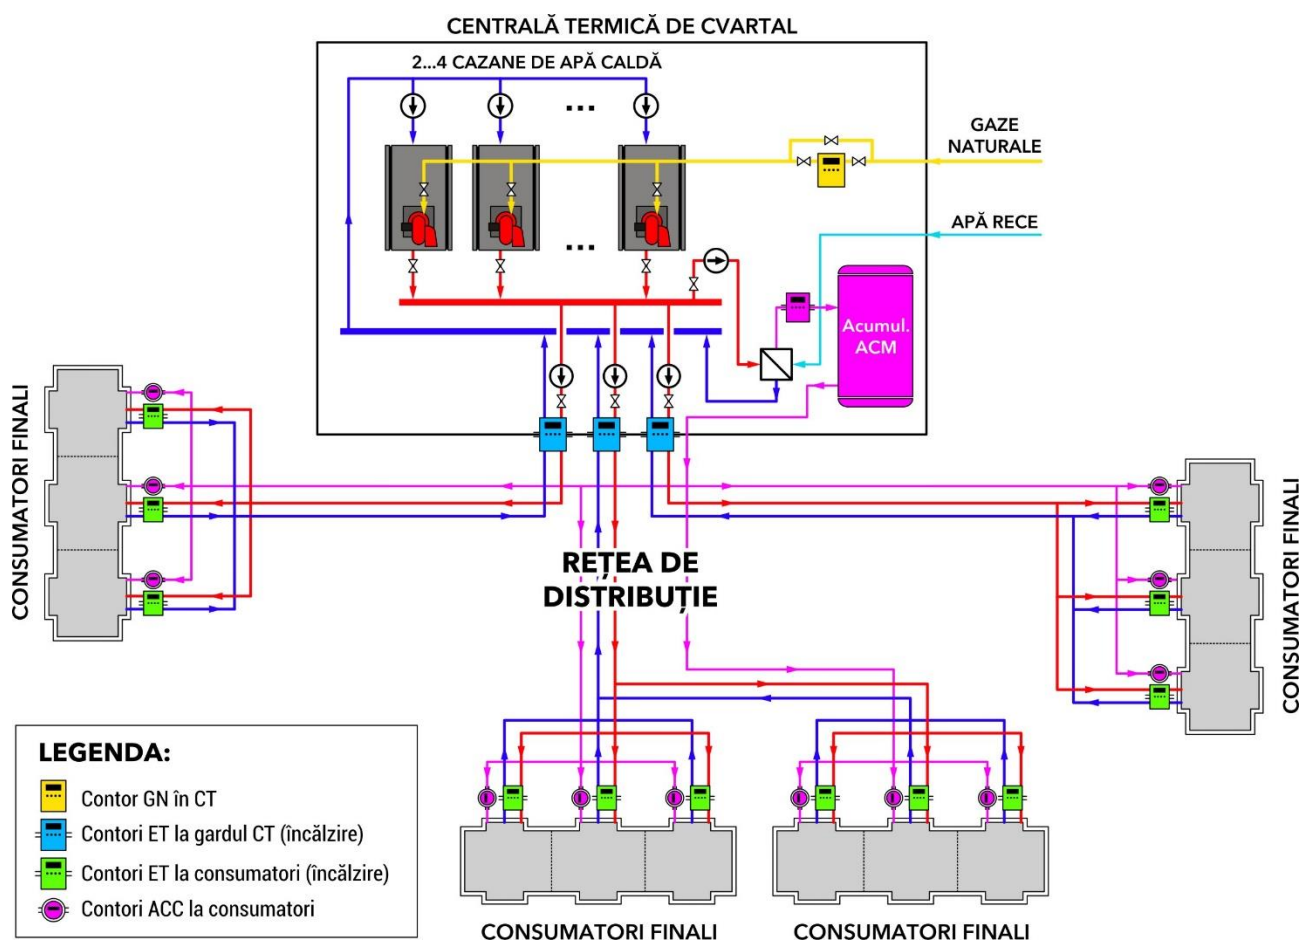 CENTRALĂ TERMICĂ DE CVARTAL
2...4 CAZANE DE APĂ CALDĂ
...
GAZE
NATURALE
APĂ RECE
...
Acumul.
ACM
CONSUMATORI FINALI
CONSUMATORI FINALI
REȚEA DE
DISTRIBUȚIE
LEGENDA:
Contor GN în CT
Contori ET la gardul CT (încălzire)
Contori ET la consumatori (încălzire)
Contori ACC la consumatori
CONSUMATORI FINALI
CONSUMATORI FINALI